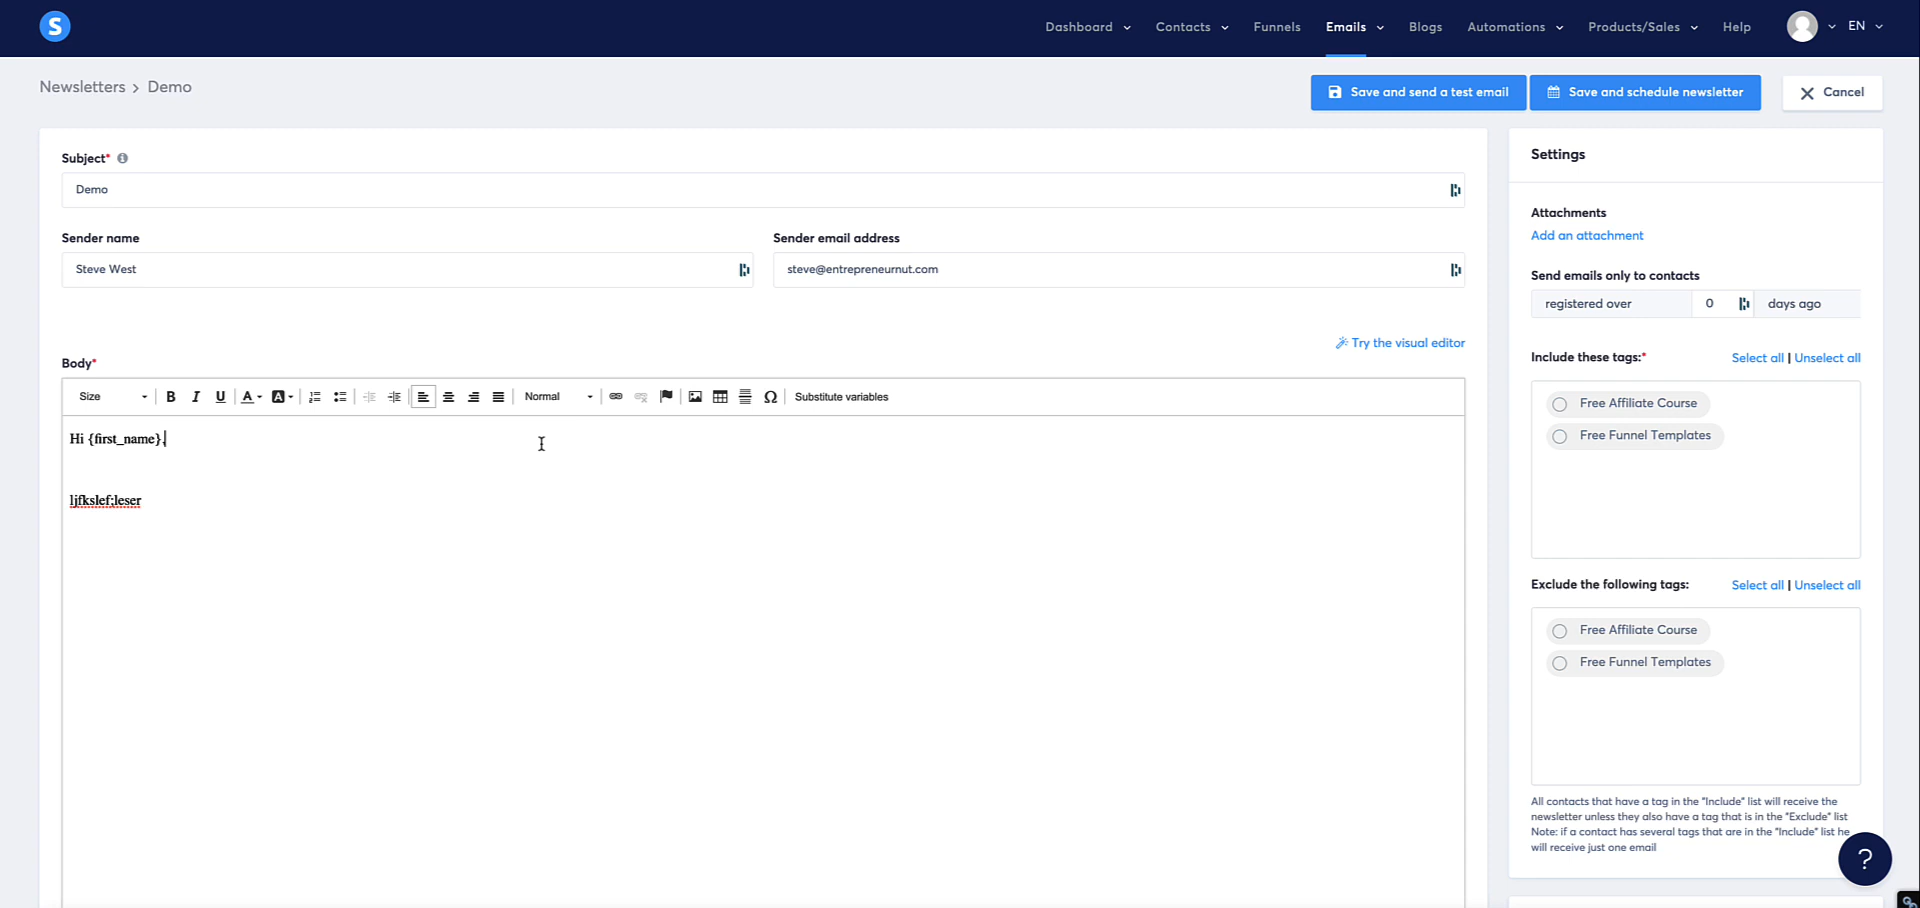 S
Dashboard Contacts Funnels Emails Blogs Automations Products/Sales Help EN
Newsletters > Demo
Save and send a test email Save and schedule newsletter Cancel
Subject*
Demo
Sender name Sender email address
Steve West steve@entrepreneurnut.com
Try the visual editor
Body*
Size B I U A A Normal Ω Substitute variables
Hi {first_name},
ljfkslef;leser
Settings
Attachments
Add an attachment
Send emails only to contacts
registered over 0 days ago
Include these tags:* Select all | Unselect all
Free Affiliate Course
Free Funnel Templates
Exclude the following tags: Select all | Unselect all
Free Affiliate Course
Free Funnel Templates
All contacts that have a tag in the "Include" list will receive the
newsletter unless they also have a tag that is in the "Exclude" list
Note: if a contact has several tags that are in the "Include" list he
will receive just one email
?